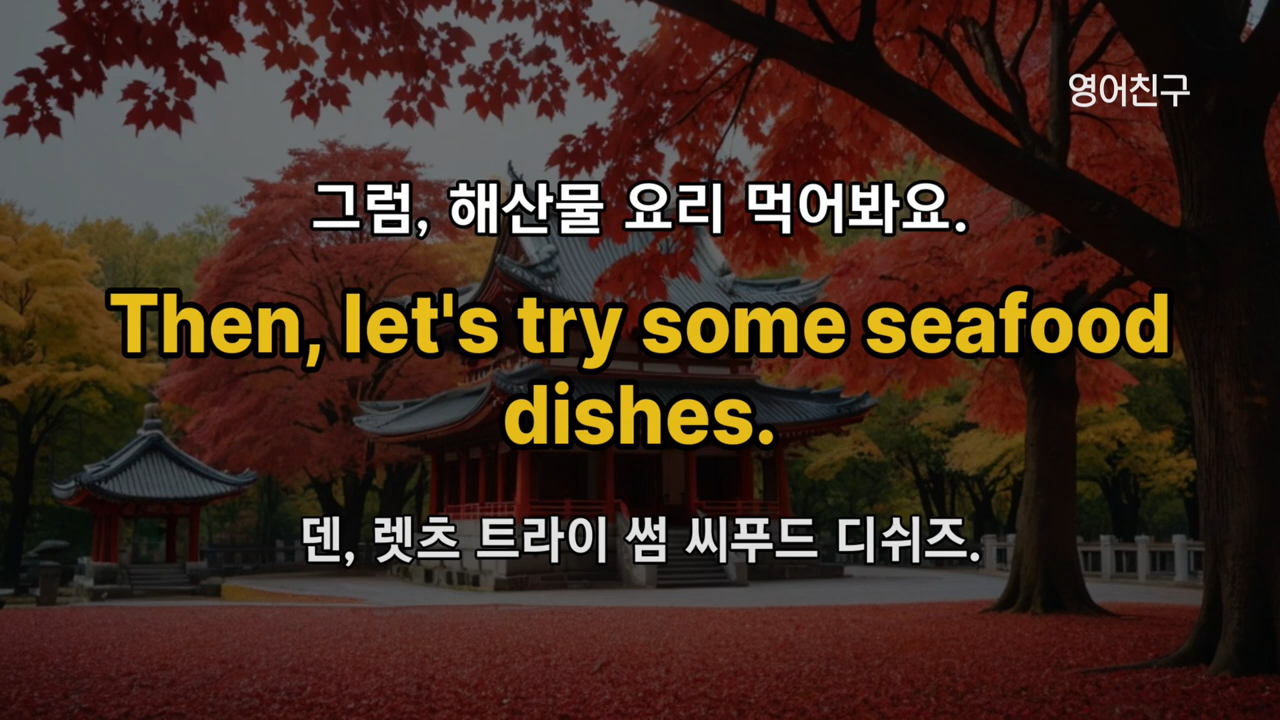 영어친구
그럼, 해산물 요리 먹어봐요.
Then, let's try some seafood
dishes.
덴, 렛츠 트라이 썸 씨푸드 디쉬즈.